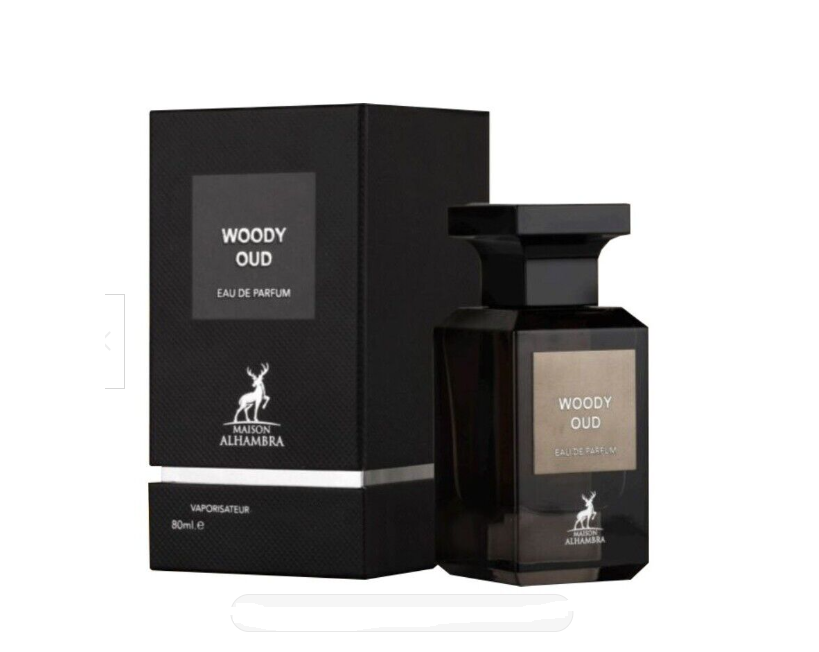 WOODY
OUD
EAU DE PARFUM
MAISON
ALHAMBRA
VAPORISATEUR
80ml.e
WOODY
OUD
EAU DE PARFUM
MAISON
ALHAMBRA